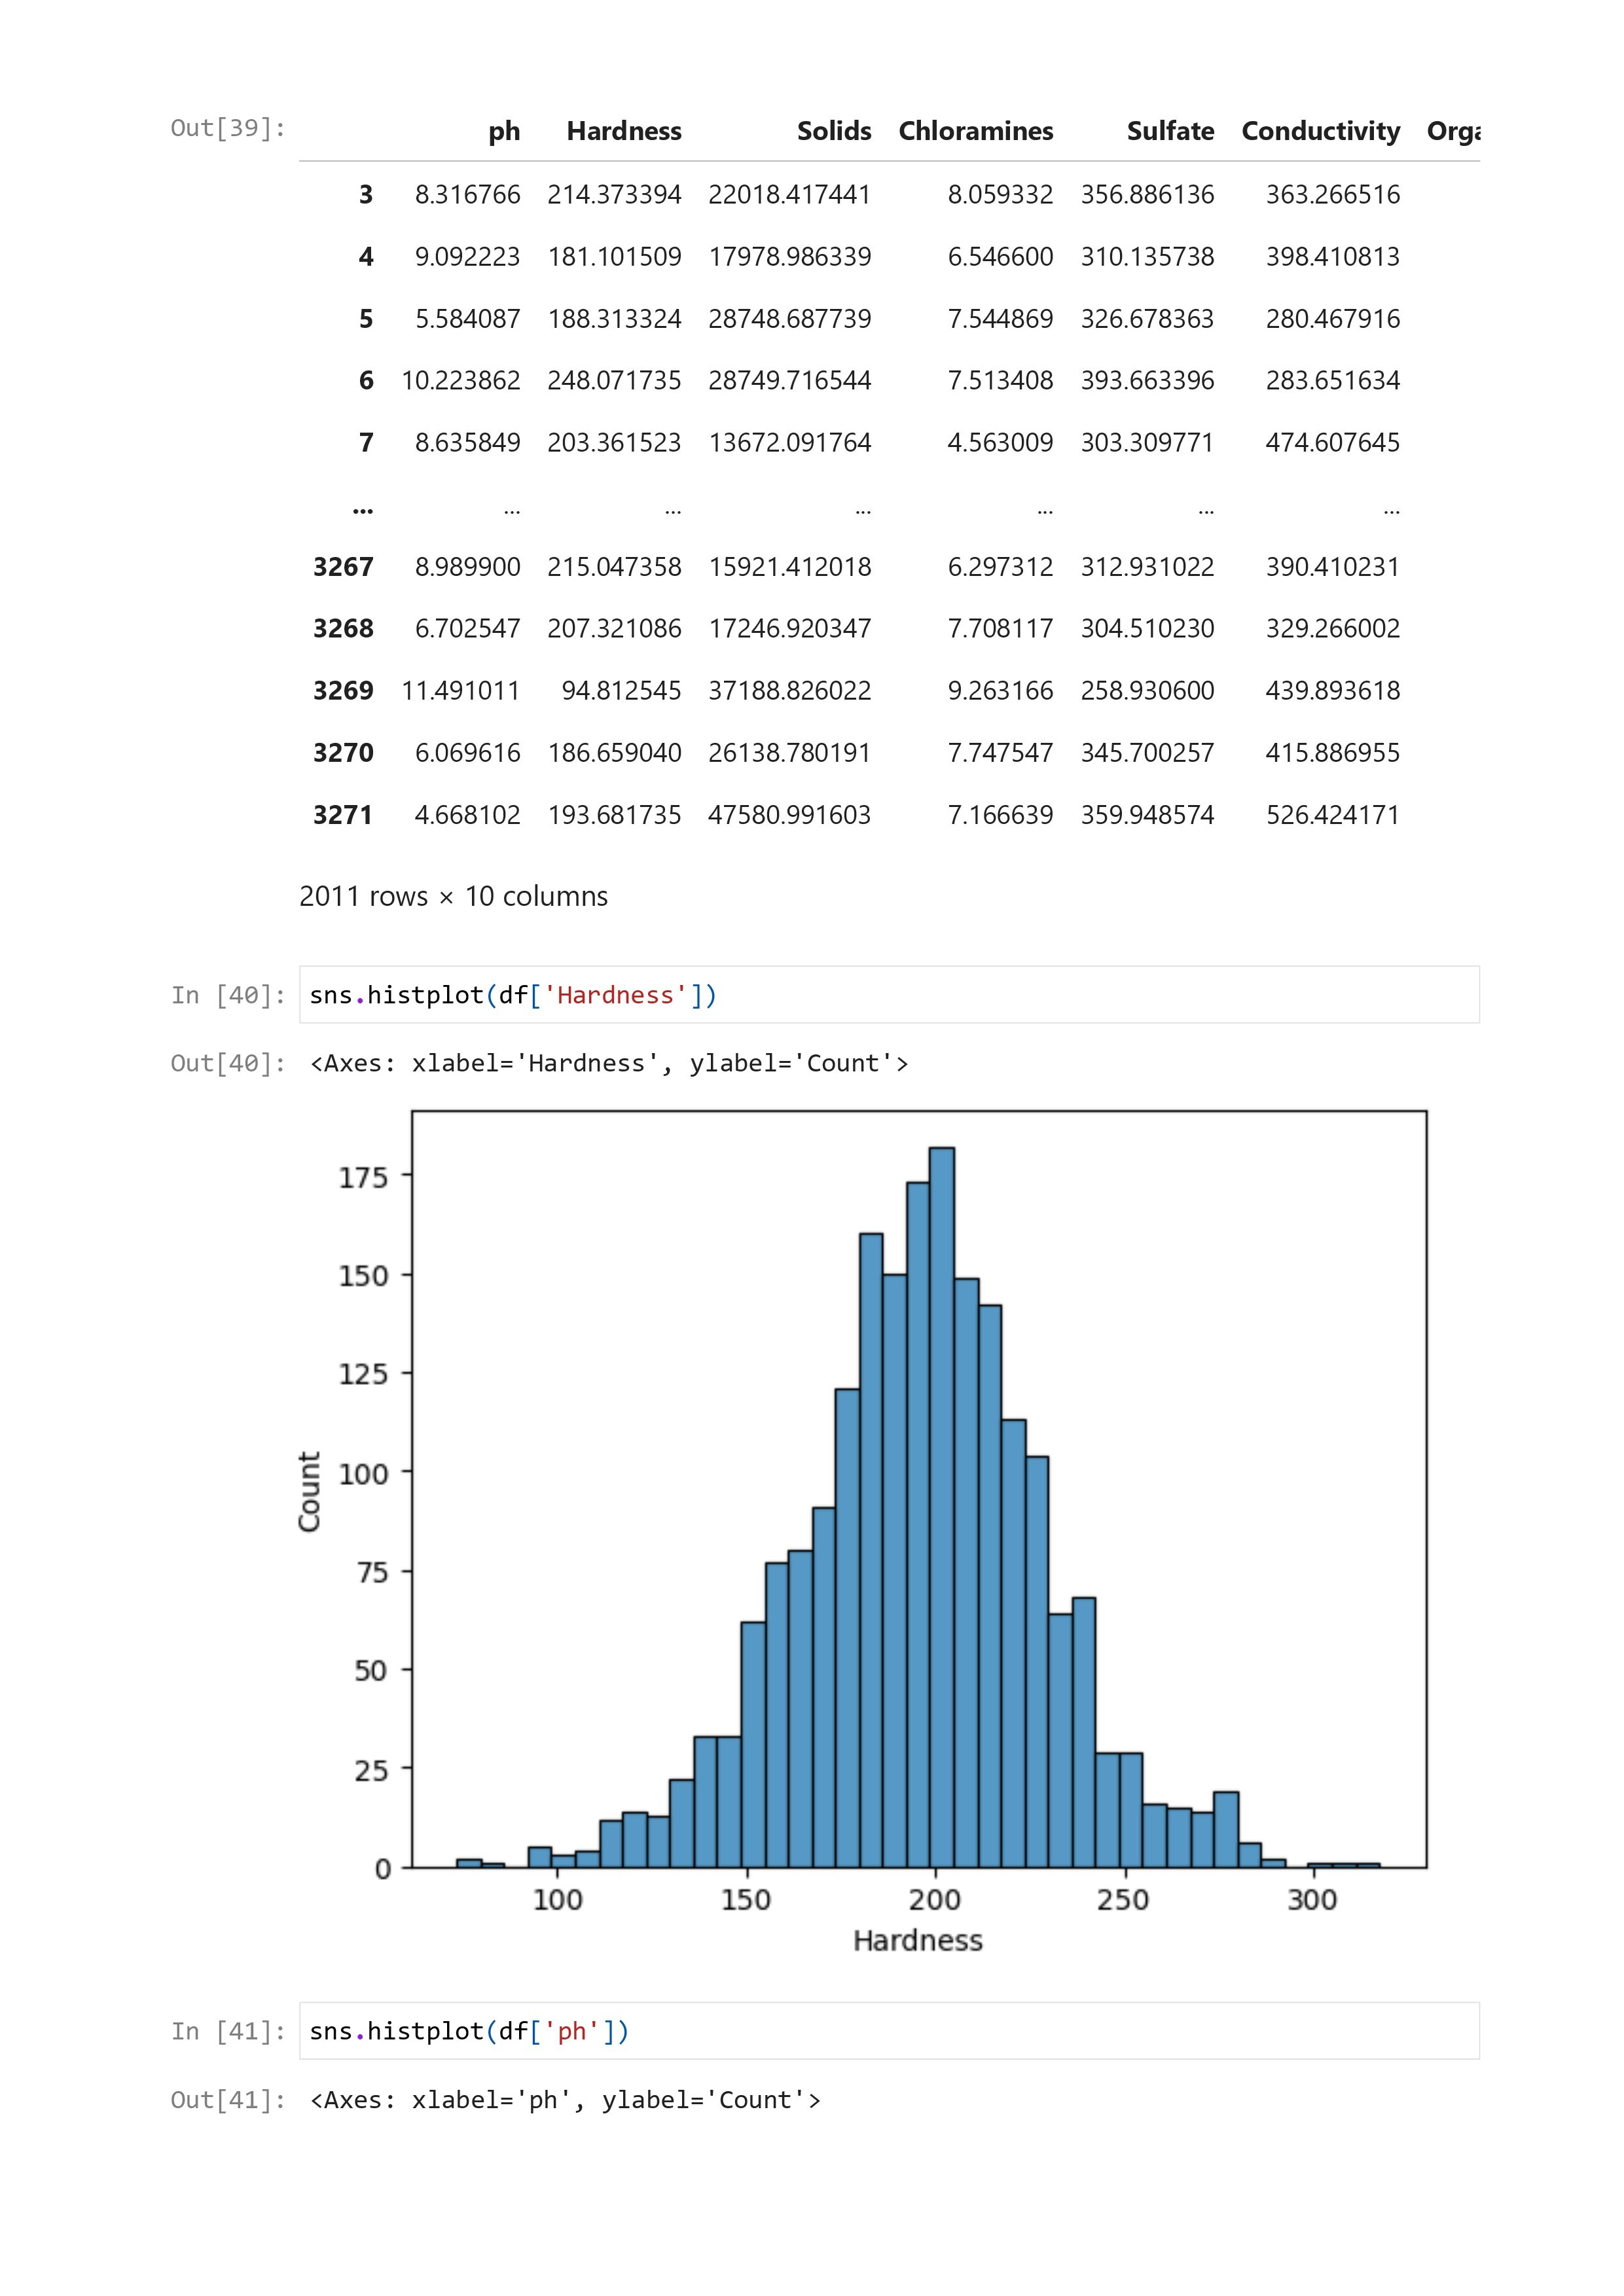 Out[39]: ph Hardness Solids Chloramines Sulfate Conductivity Orga
3 8.316766 214.373394 22018.417441 8.059332 356.886136 363.266516
4 9.092223 181.101509 17978.986339 6.546600 310.135738 398.410813
5 5.584087 188.313324 28748.687739 7.544869 326.678363 280.467916
6 10.223862 248.071735 28749.716544 7.513408 393.663396 283.651634
7 8.635849 203.361523 13672.091764 4.563009 303.309771 474.607645
... ... ... ... ... ... ...
3267 8.989900 215.047358 15921.412018 6.297312 312.931022 390.410231
3268 6.702547 207.321086 17246.920347 7.708117 304.510230 329.266002
3269 11.491011 94.812545 37188.826022 9.263166 258.930600 439.893618
3270 6.069616 186.659040 26138.780191 7.747547 345.700257 415.886955
3271 4.668102 193.681735 47580.991603 7.166639 359.948574 526.424171
2011 rows × 10 columns
In [40]: sns.histplot(df['Hardness'])
Out[40]: <Axes: xlabel='Hardness', ylabel='Count'>
175
150
125
100
75
50
25
0
Count
100 150 200 250 300
Hardness
In [41]: sns.histplot(df['ph'])
Out[41]: <Axes: xlabel='ph', ylabel='Count'>